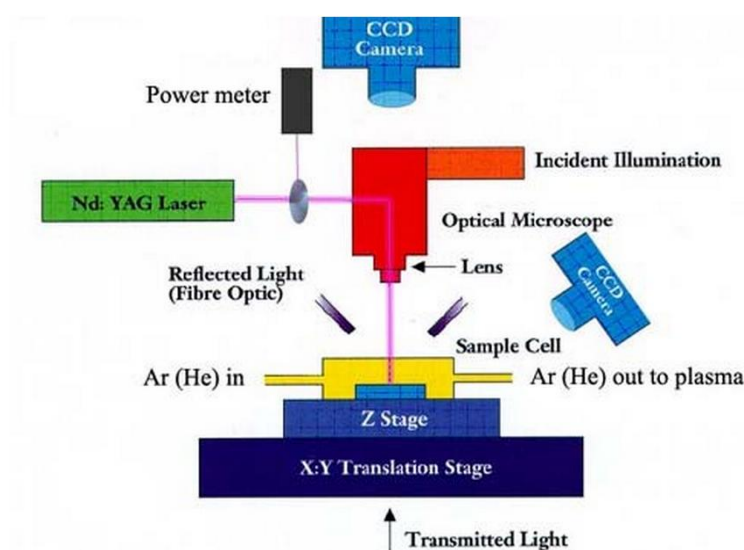 CCD
Camera
Power meter
Incident Illumination
Nd: YAG Laser
Optical Microscope
Lens
Reflected Light
(Fibre Optic)
CCD
Camera
Sample Cell
Ar (He) in
Ar (He) out to plasma
Z Stage
X:Y Translation Stage
Transmitted Light